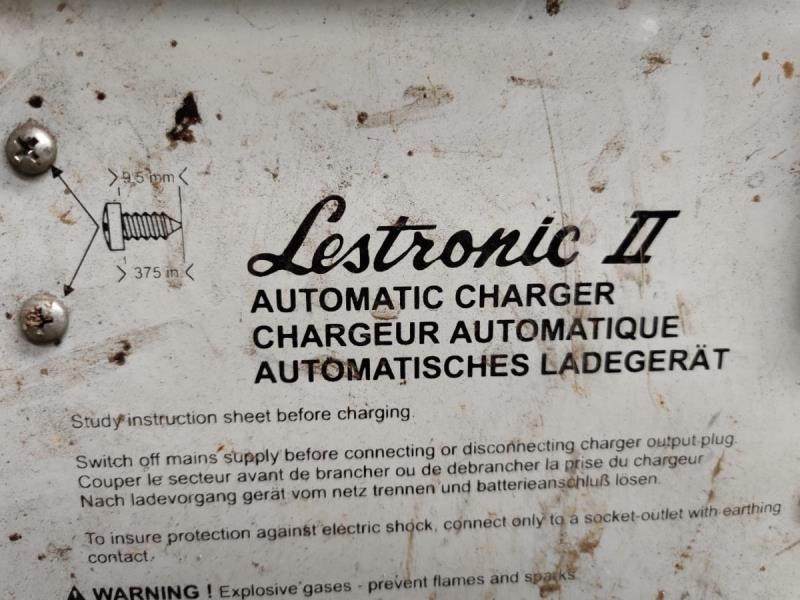 9.5 mm
375 in.
Lestronic II
AUTOMATIC CHARGER
CHARGEUR AUTOMATIQUE
AUTOMATISCHES LADEGERÄT
Study instruction sheet before charging.
Switch off mains supply before connecting or disconnecting charger output plug.
Couper le secteur avant de brancher ou de debrancher la prise du chargeur
Nach ladevorgang gerät vom netz trennen und batterieanschluß lösen.
To insure protection against electric shock, connect only to a socket-outlet with earthing
contact.
WARNING ! Explosive gases - prevent flames and sparks